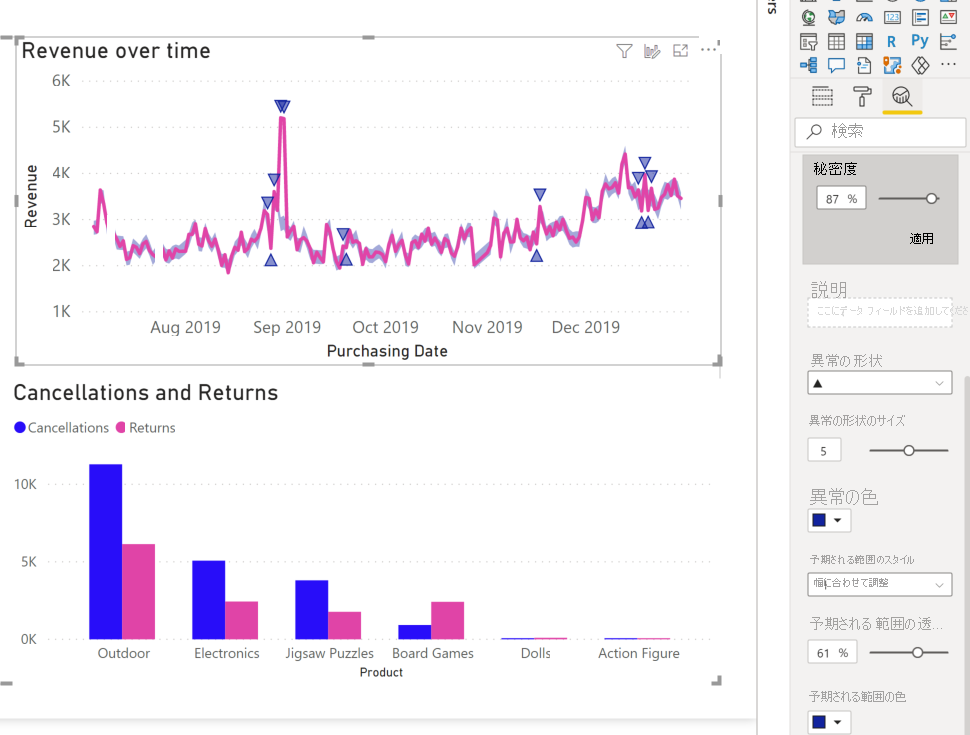 ers
Revenue over time
6K
5K
4K
3K
2K
1K
Revenue
Aug 2019 Sep 2019 Oct 2019 Nov 2019 Dec 2019
Purchasing Date
Cancellations and Returns
Cancellations Returns
10K
5K
0K
Outdoor Electronics Jigsaw Puzzles Board Games Dolls Action Figure
Product
123
R Py
検索
秘密度
87 %
適用
説明
ここにデータ フィールドを追加してくださ
異常の形状
異常の形状のサイズ
5
異常の色
予期される範囲のスタイル
幅に合わせて調整
予期される 範囲の透...
61 %
予期される範囲の色